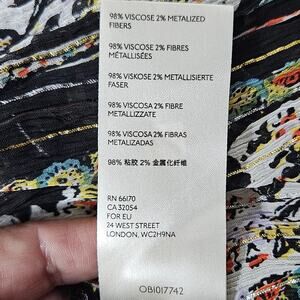 98% VISCOSE 2% METALIZED
FIBERS
98% VISCOSE 2% FIBRES
METALLISÉES
98% VISKOSE 2% METALLISIERTE
FASER
98% VISCOSA 2% FIBRE
METALLIZZATE
98% VISCOSA 2% FIBRAS
METALIZADAS
98% 粘胶 2% 金属化纤维
RN 66170
CA 32054
FOR EU
24 WEST STREET
LONDON, WC2H9NA
OB1017742